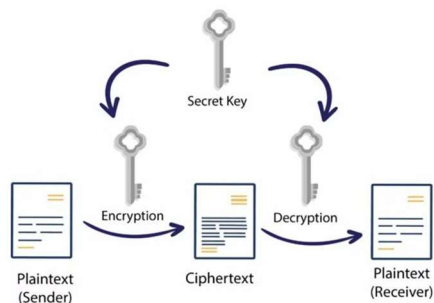 Secret Key
Encryption
Decryption
Plaintext
(Sender)
Ciphertext
Plaintext
(Receiver)